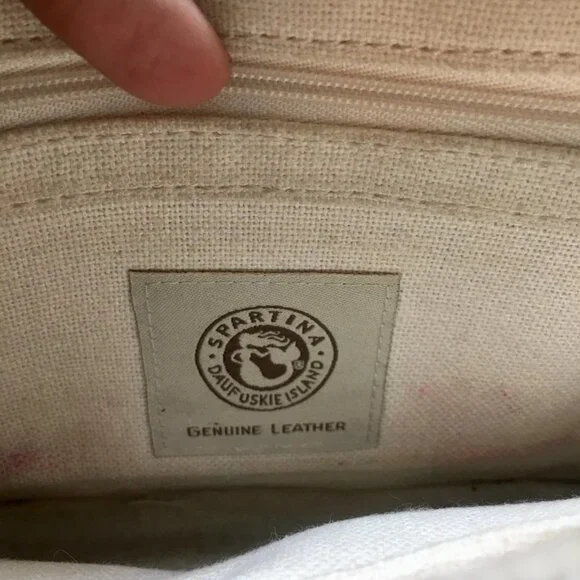 SPARTINA
DAUFUSKIE ISLAND
®
GENUINE LEATHER